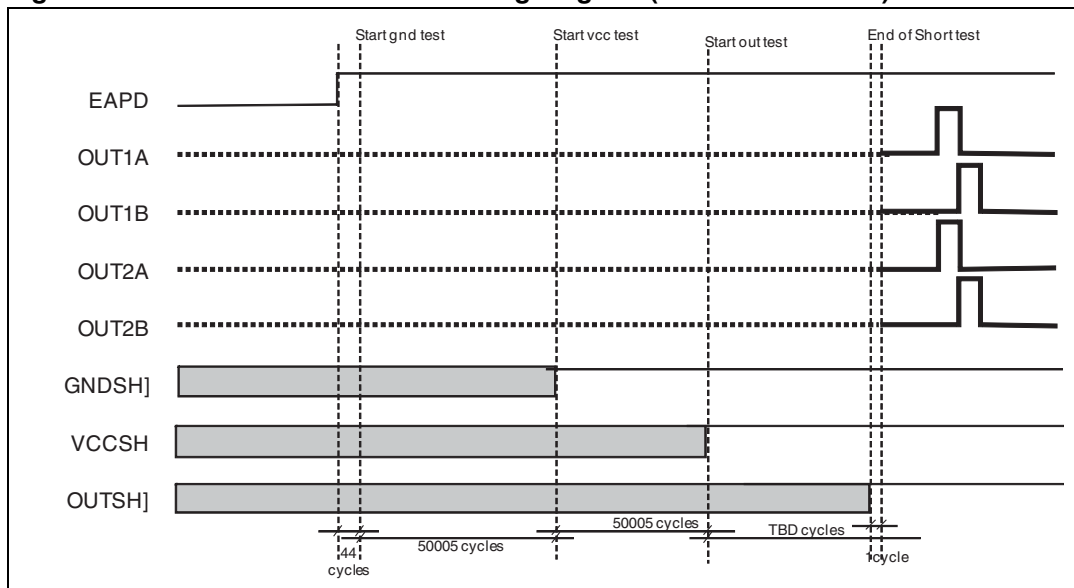 Start gnd test
Start vcc test
Start out test
End of Short test
EAPD
OUT1A
OUT1B
OUT2A
OUT2B
GNDSH]
VCCSH
OUTSH]
44
cycles
50005 cycles
50005 cycles
TBD cycles
1cycle